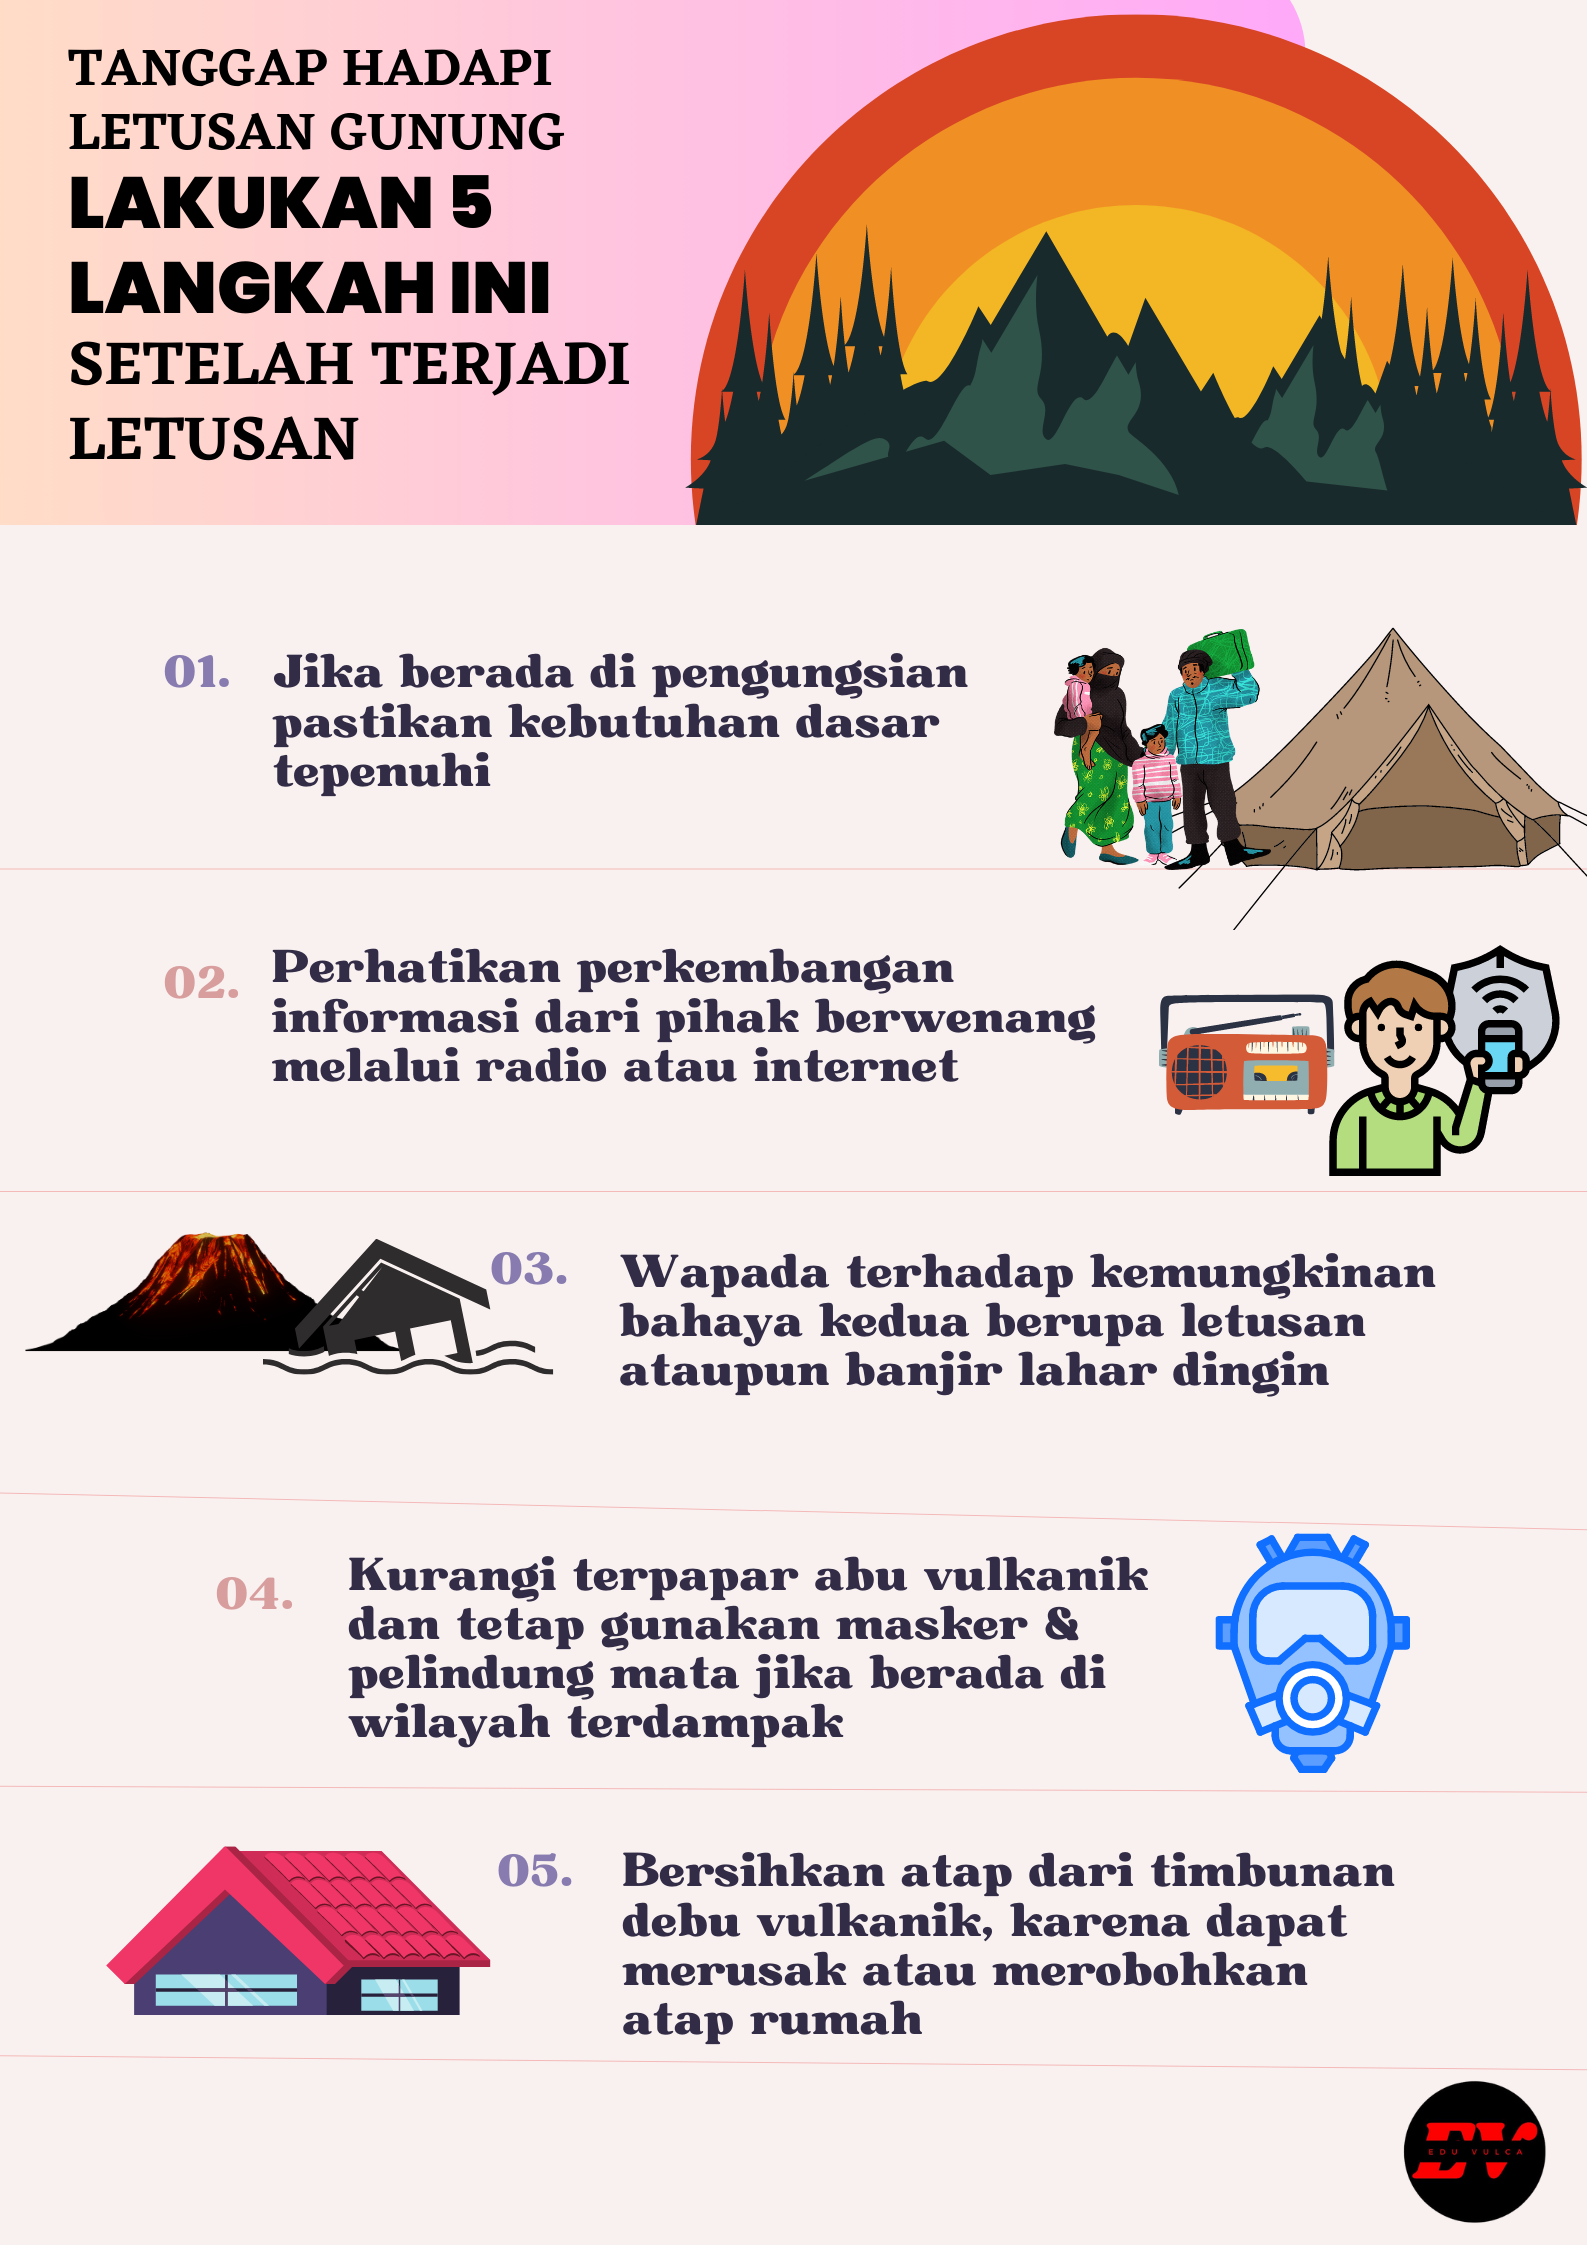 TANGGAP HADAPI
LETUSAN GUNUNG
LAKUKAN 5
LANGKAH INI
SETELAH TERJADI
LETUSAN
01.
Jika berada di pengungsian
pastikan kebutuhan dasar
tepenuhi
02.
Perhatikan perkembangan
informasi dari pihak berwenang
melalui radio atau internet
03.
Wapada terhadap kemungkinan
bahaya kedua berupa letusan
ataupun banjir lahar dingin
04.
Kurangi terpapar abu vulkanik
dan tetap gunakan masker &
pelindung mata jika berada di
wilayah terdampak
05.
Bersihkan atap dari timbunan
debu vulkanik, karena dapat
merusak atau merobohkan
atap rumah
EV
EDU VULCA